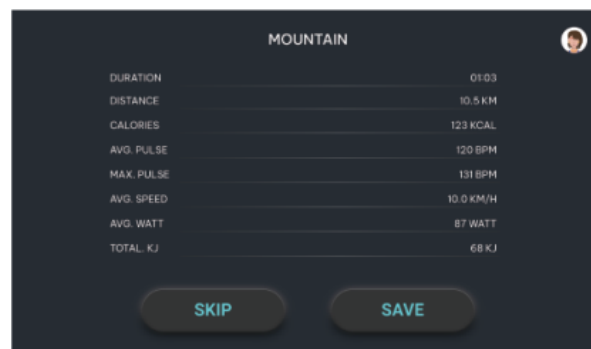 MOUNTAIN
DURATION 01:03
DISTANCE 10.5 KM
CALORIES 123 KCAL
AVG. PULSE 120 BPM
MAX. PULSE 131 BPM
AVG. SPEED 10.0 KM/H
AVG. WATT 87 WATT
TOTAL. KJ 68 KJ
SKIP SAVE